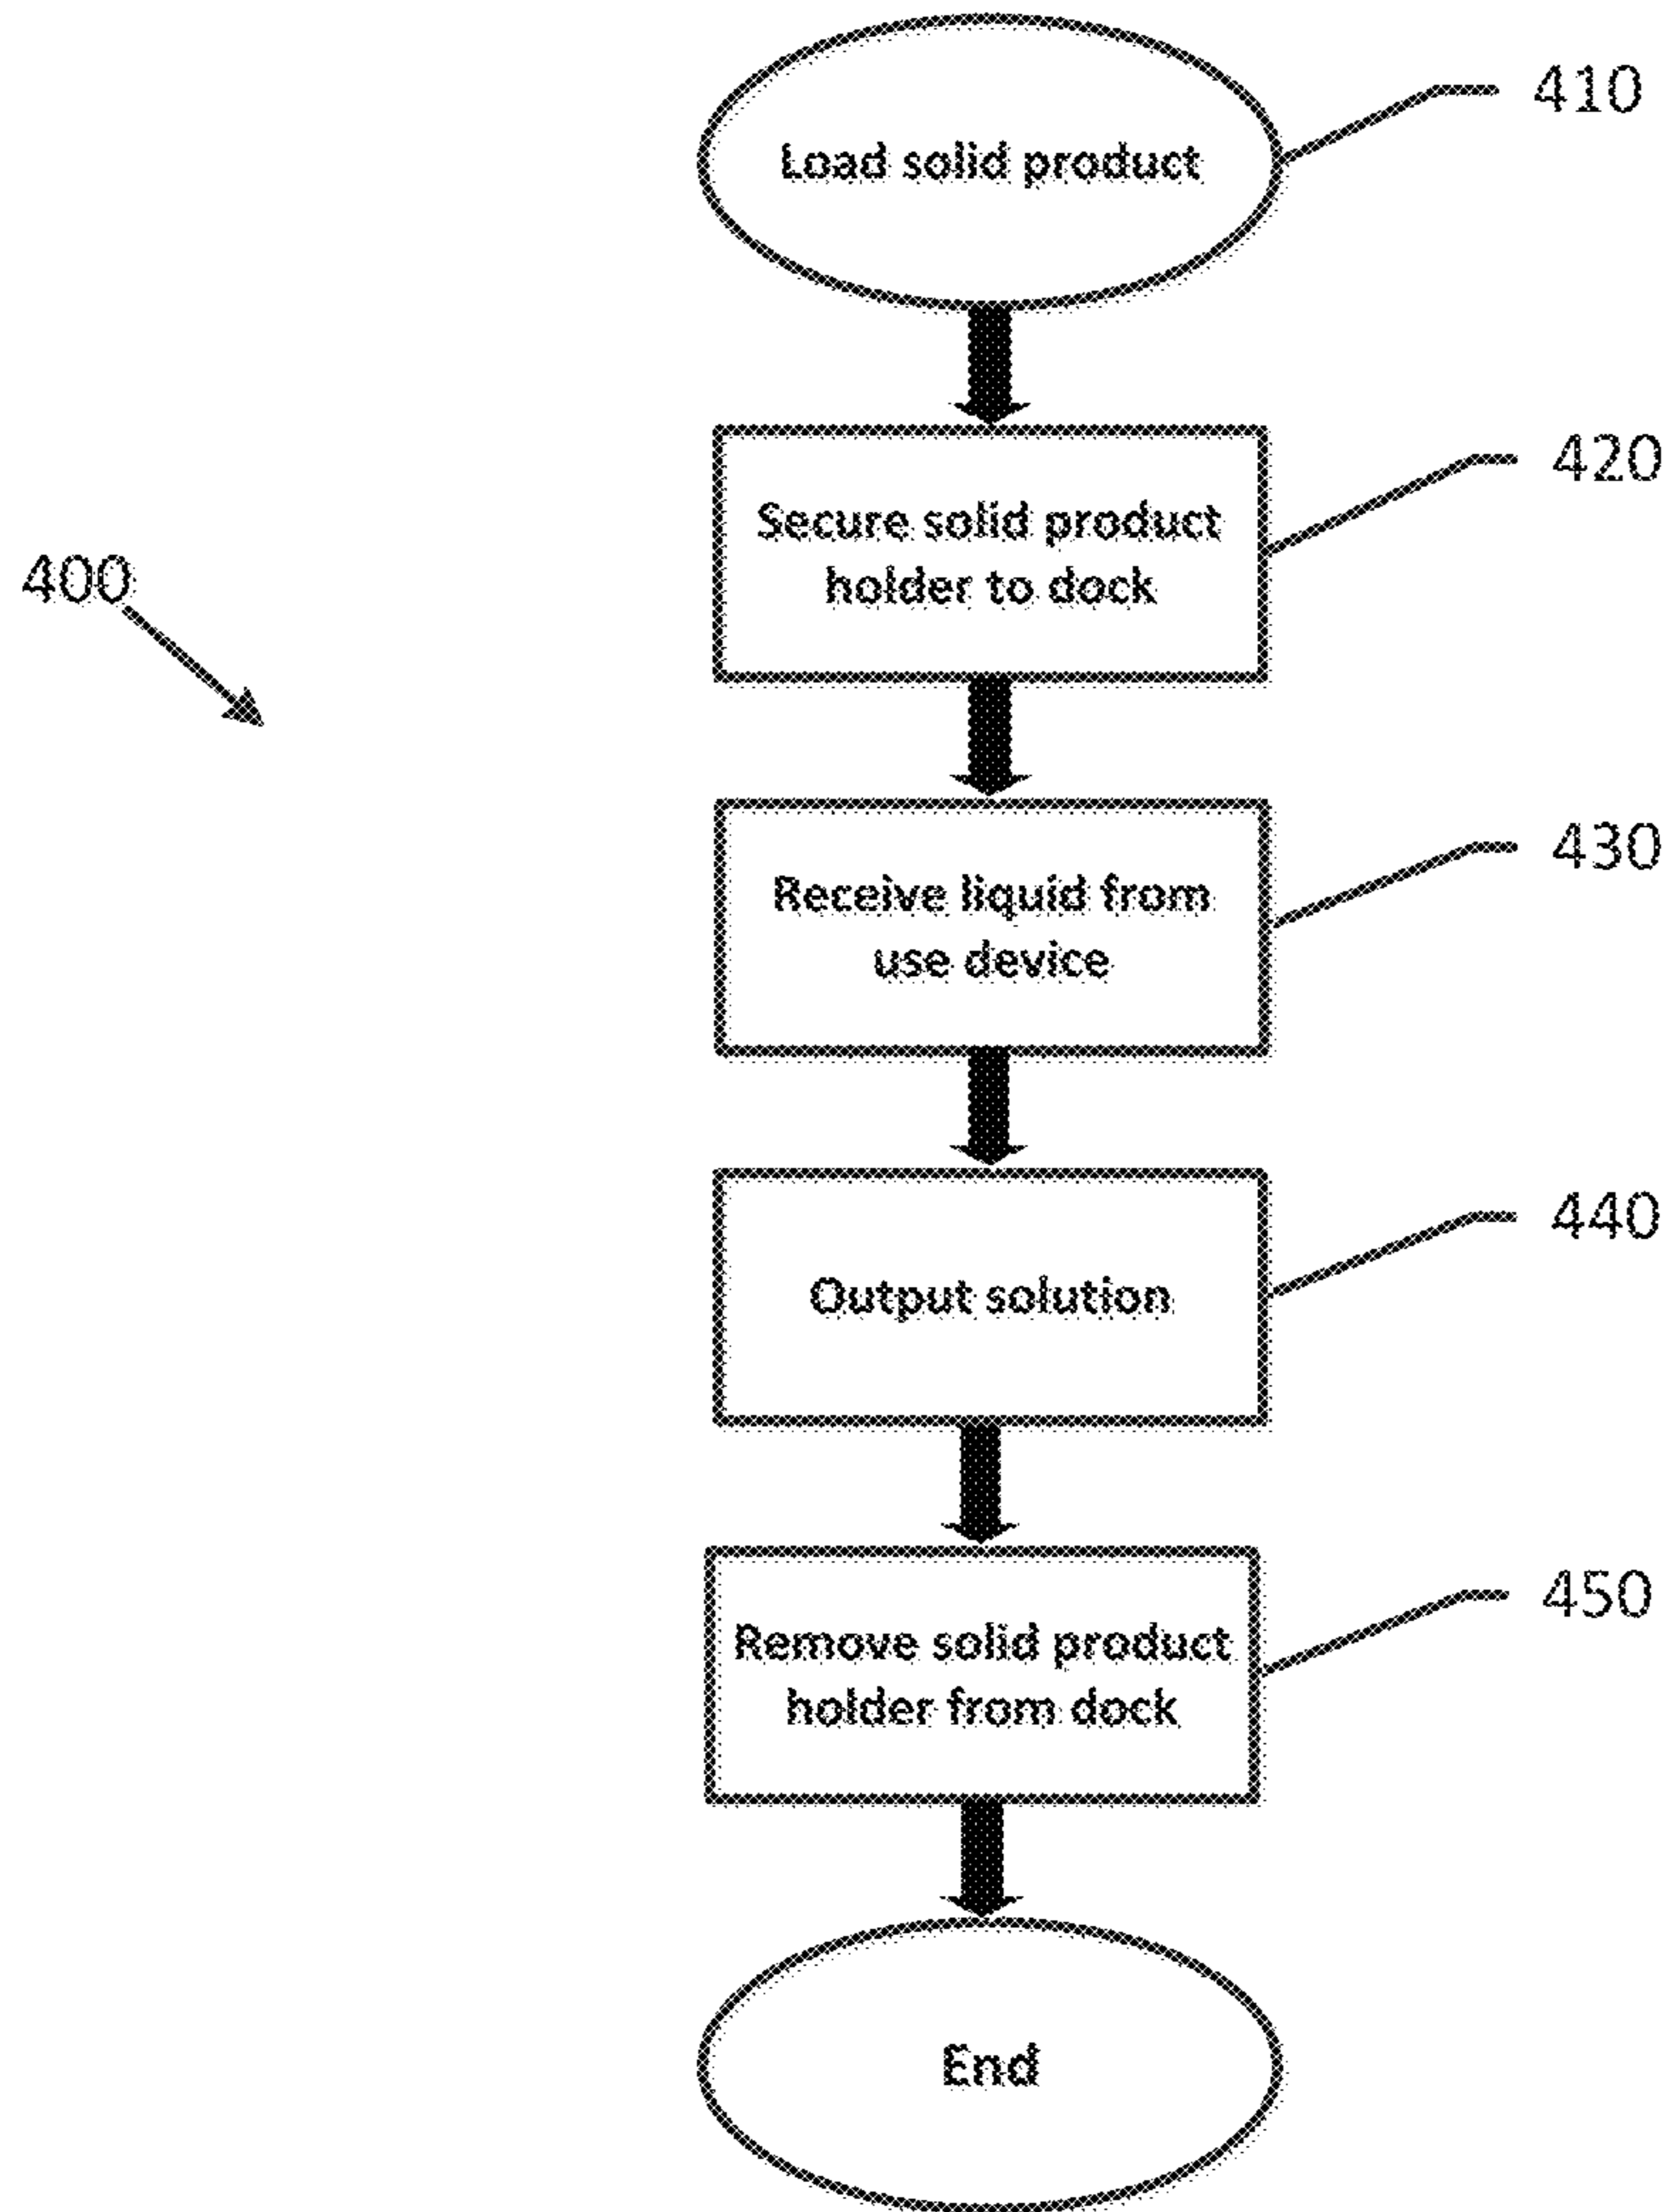 410
Load solid product
420
Secure solid product
holder to dock
400
430
Receive liquid from
use device
440
Output solution
450
Remove solid product
holder from dock
End